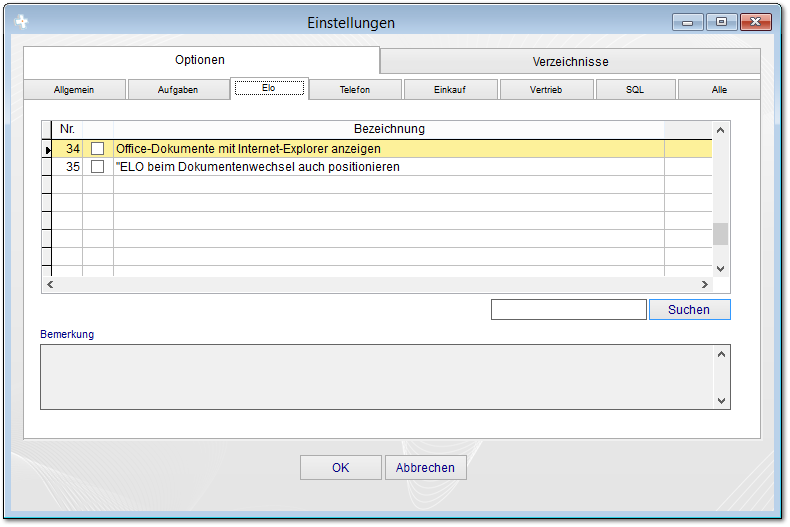 Einstellungen
Optionen Verzeichnisse
Allgemein Aufgaben Elo Telefon Einkauf Vertrieb SQL Alle
Nr. Bezeichnung
34 Office-Dokumente mit Internet-Explorer anzeigen
35 "ELO beim Dokumentenwechsel auch positionieren
Suchen
Bemerkung
OK Abbrechen